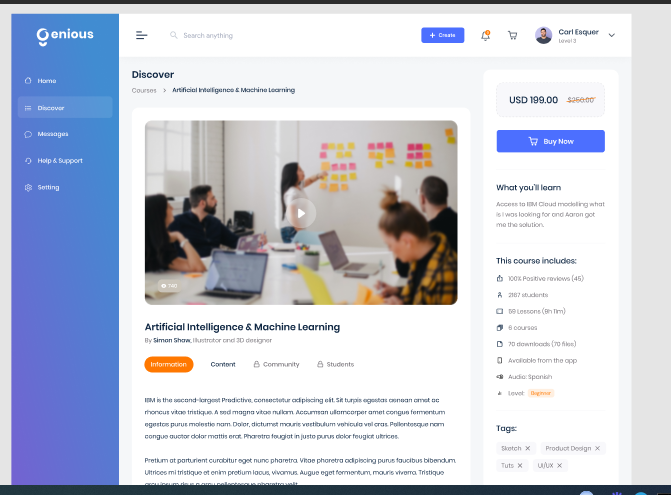 genious
Search anything
+ Create
Carl Esquer
Level 3
Home
Discover
Messages
Help & Support
Setting
Discover
Courses > Artificial Intelligence & Machine Learning
740
Artificial Intelligence & Machine Learning
By Simon Shaw, illustrator and 3D designer
Information
Content
Community
Students
IBM is the second-largest Predictive, consectetur adipiscing elit. Sit turpis egestas aenean amet ac
rhoncus vitae tristique. A sed magna vitae nullam. Accumsan ullamcorper amet congue fermentum
egestas purus molestie nam. Dolor, dictumst mauris vestibulum vehicula vel cras. Pellentesque nam
congue auctor dolor mattis erat. Pharetra feugiat in justo purus dolor feugiat ultrices.
Pretium at parturient curabitur eget nunc pharetra. Vitae pharetra adipiscing purus faucibus bibendum.
Ultrices mi tristique et enim pretium lacus, vivamus. Augue eget fermentum, mauris viverra. Tristique
USD 199.00 $250.00
Buy Now
What you'll learn
Access to IBM Cloud modelling what
is I was looking for and Aaron got
me the solution.
This course includes:
100% Positive reviews (45)
2167 students
59 Lessons (9h 11m)
6 courses
70 downloads (70 files)
Available from the app
Audio: Spanish
Level: Beginner
Tags:
Sketch X
Product Design X
Tuts X
UI/UX X